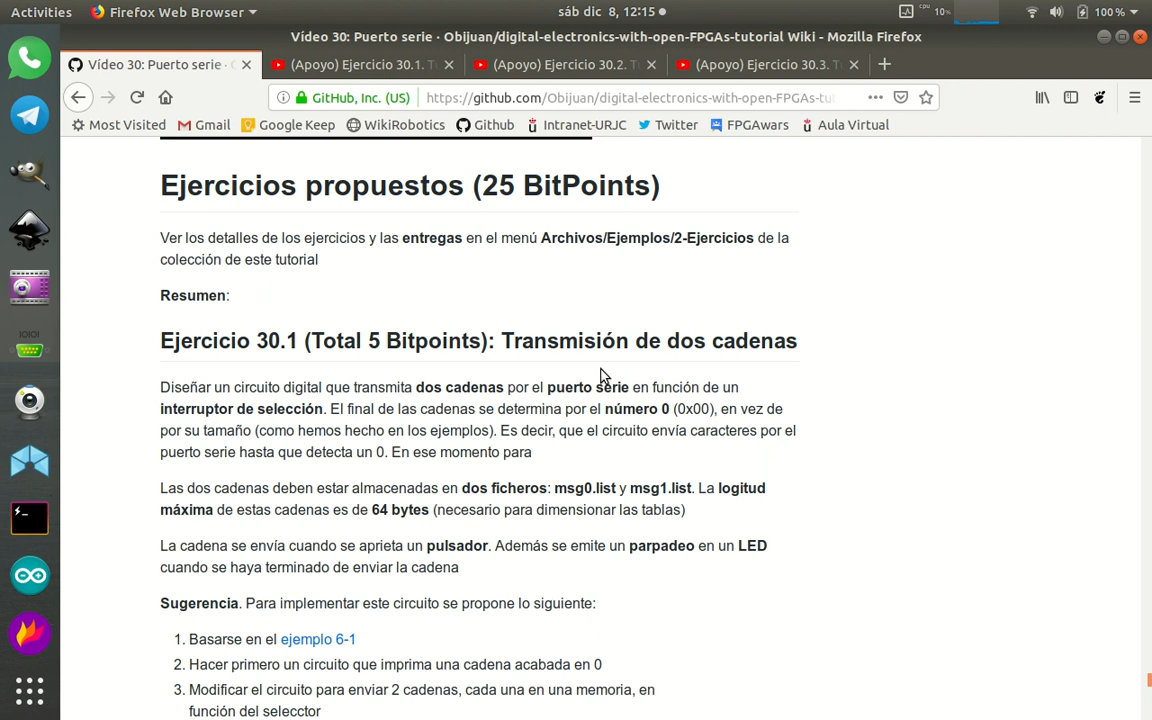 Activities Firefox Web Browser sáb dic 8, 12:15 cpu 10% 100%
Vídeo 30: Puerto serie · Obijuan/digital-electronics-with-open-FPGAs-tutorial Wiki - Mozilla Firefox
Vídeo 30: Puerto serie · (Apoyo) Ejercicio 30.1. (Apoyo) Ejercicio 30.2. (Apoyo) Ejercicio 30.3.
GitHub, Inc. (US) https://github.com/Obijuan/digital-electronics-with-open-FPGAs-tu
Most Visited Gmail Google Keep WikiRobotics Github Intranet-URJC Twitter FPGAwars Aula Virtual
Ejercicios propuestos (25 BitPoints)
Ver los detalles de los ejercicios y las entregas en el menú Archivos/Ejemplos/2-Ejercicios de la
colección de este tutorial
Resumen:
Ejercicio 30.1 (Total 5 Bitpoints): Transmisión de dos cadenas
Diseñar un circuito digital que transmita dos cadenas por el puerto serie en función de un
interruptor de selección. El final de las cadenas se determina por el número 0 (0x00), en vez de
por su tamaño (como hemos hecho en los ejemplos). Es decir, que el circuito envía caracteres por el
puerto serie hasta que detecta un 0. En ese momento para
Las dos cadenas deben estar almacenadas en dos ficheros: msg0.list y msg1.list. La logitud
máxima de estas cadenas es de 64 bytes (necesario para dimensionar las tablas)
La cadena se envía cuando se aprieta un pulsador. Además se emite un parpadeo en un LED
cuando se haya terminado de enviar la cadena
Sugerencia. Para implementar este circuito se propone lo siguiente:
1. Basarse en el ejemplo 6-1
2. Hacer primero un circuito que imprima una cadena acabada en 0
3. Modificar el circuito para enviar 2 cadenas, cada una en una memoria, en
función del selecctor